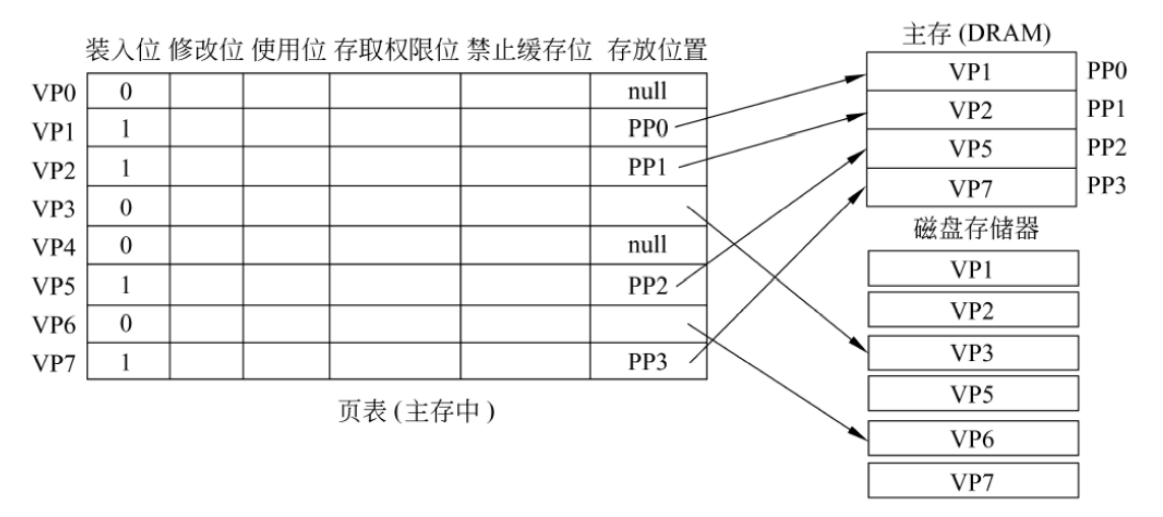 主存 (DRAM)
装入位 修改位 使用位 存取权限位 禁止缓存位 存放位置
VP0 0 null
VP1 1 PP0
VP2 1 PP1
VP3 0
VP4 0 null
VP5 1 PP2
VP6 0
VP7 1 PP3
页表 (主存中)
VP1 PP0
VP2 PP1
VP5 PP2
VP7 PP3
磁盘存储器
VP1
VP2
VP3
VP5
VP6
VP7